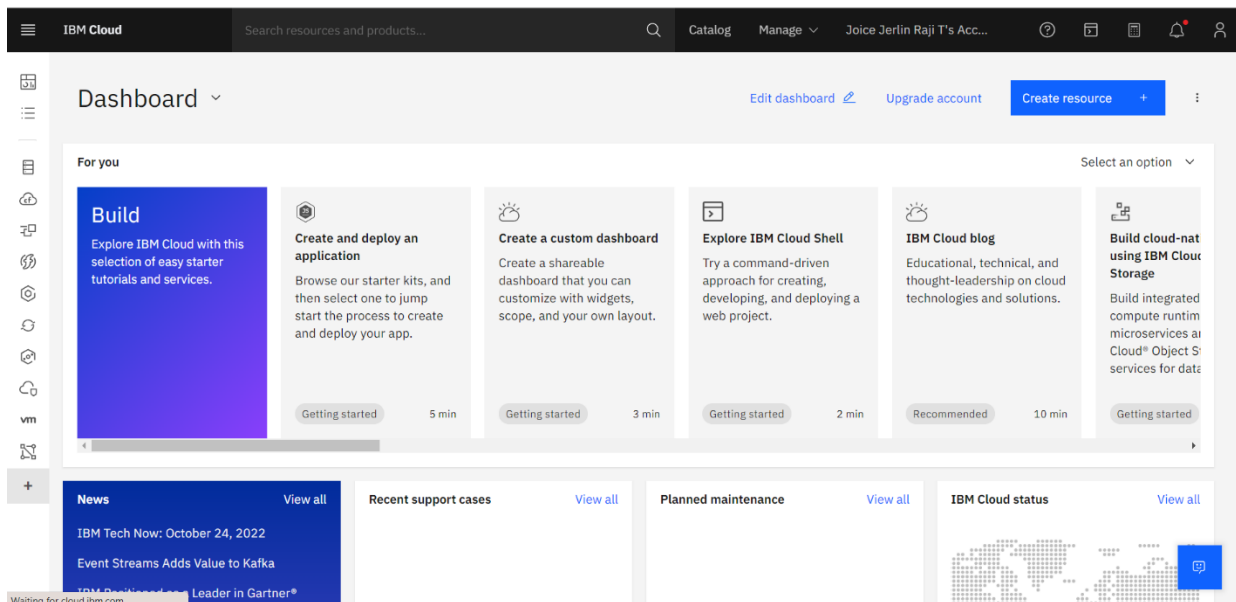 IBM Cloud
Search resources and products...
Catalog
Manage
Joice Jerlin Raji T's Acc...
Dashboard
Edit dashboard
Upgrade account
Create resource +
For you
Select an option
Build
Explore IBM Cloud with this
selection of easy starter
tutorials and services.
Create and deploy an
application
Browse our starter kits, and
then select one to jump
start the process to create
and deploy your app.
Getting started
5 min
Create a custom dashboard
Create a shareable
dashboard that you can
customize with widgets,
scope, and your own layout.
Getting started
3 min
Explore IBM Cloud Shell
Try a command-driven
approach for creating,
developing, and deploying a
web project.
Getting started
2 min
IBM Cloud blog
Educational, technical, and
thought-leadership on cloud
technologies and solutions.
Recommended
10 min
Build cloud-nat
using IBM Cloud
Storage
Build integrated
compute runtim
microservices
Cloud® Object
services for data
Getting started
vm
+
News
View all
IBM Tech Now: October 24, 2022
Event Streams Adds Value to Kafka
as a Leader in Gartner®
Recent support cases
View all
Planned maintenance
View all
IBM Cloud status
View all
Waiting for cloud.ibm.com